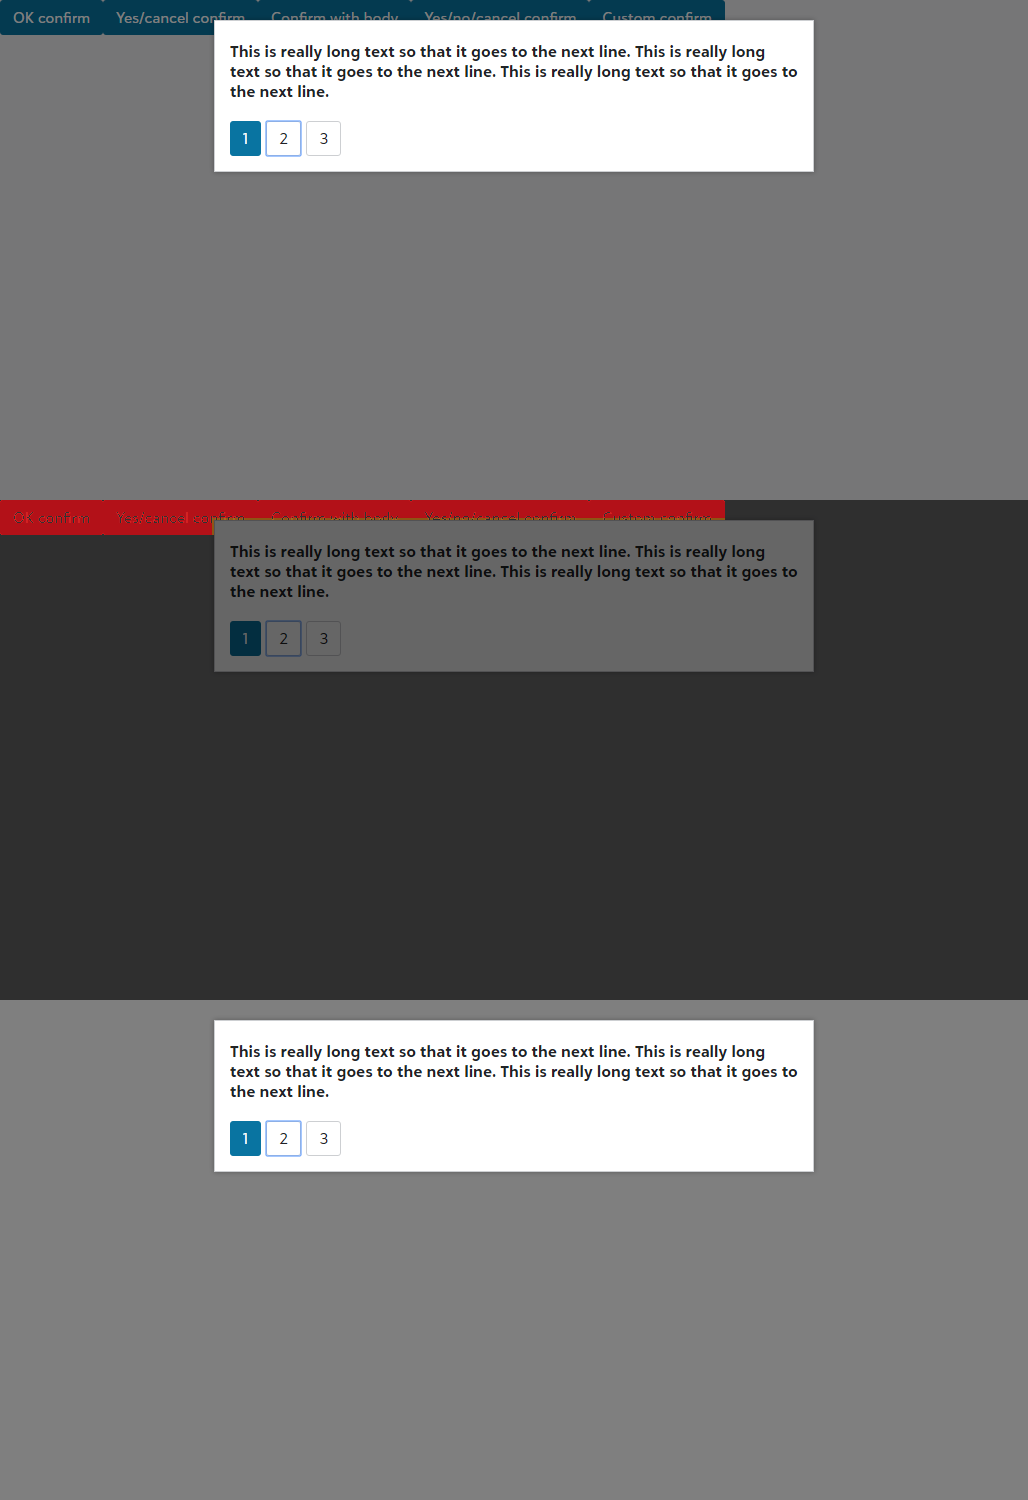 OK confirm Yes/cancel confirm Confirm with body Yes/no/cancel confirm Custom confirm
This is really long text so that it goes to the next line. This is really long
text so that it goes to the next line. This is really long text so that it goes to
the next line.
1 2 3
OK confirm Yes/cancel confirm Confirm with body Yes/no/cancel confirm Custom confirm
This is really long text so that it goes to the next line. This is really long
text so that it goes to the next line. This is really long text so that it goes to
the next line.
1 2 3
This is really long text so that it goes to the next line. This is really long
text so that it goes to the next line. This is really long text so that it goes to
the next line.
1 2 3